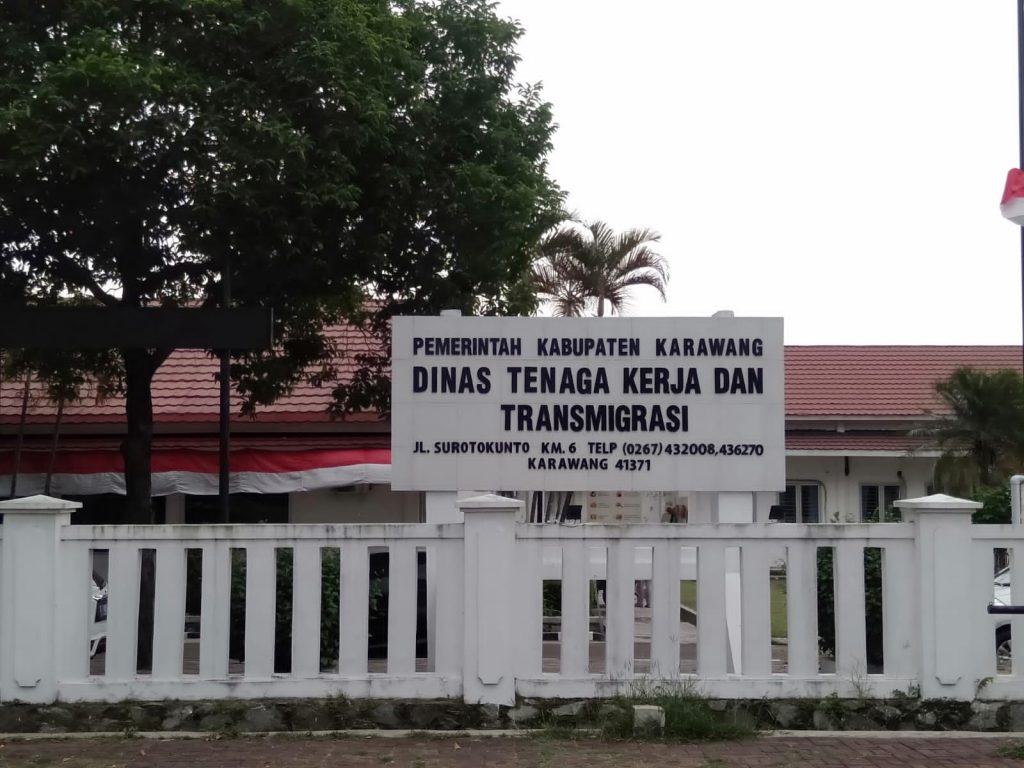 PEMERINTAH KABUPATEN KARAWANG
DINAS TENAGA KERJA DAN
TRANSMIGRASI
JL. SUROTOKUNTO KM. 6 TELP (0267) 432008,436270
KARAWANG 41371